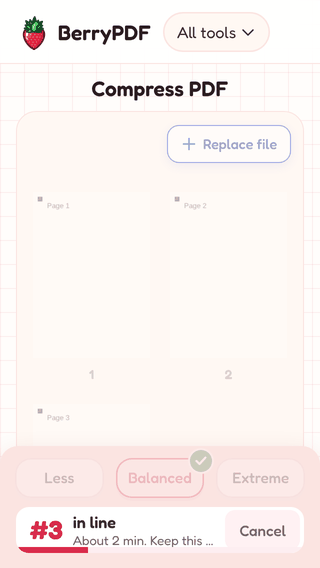 BerryPDF
All tools
Compress PDF
Replace file
Page 1
Page 2
1
2
Page 3
Less
Balanced
Extreme
#3
in line
About 2 min. Keep this ...
Cancel